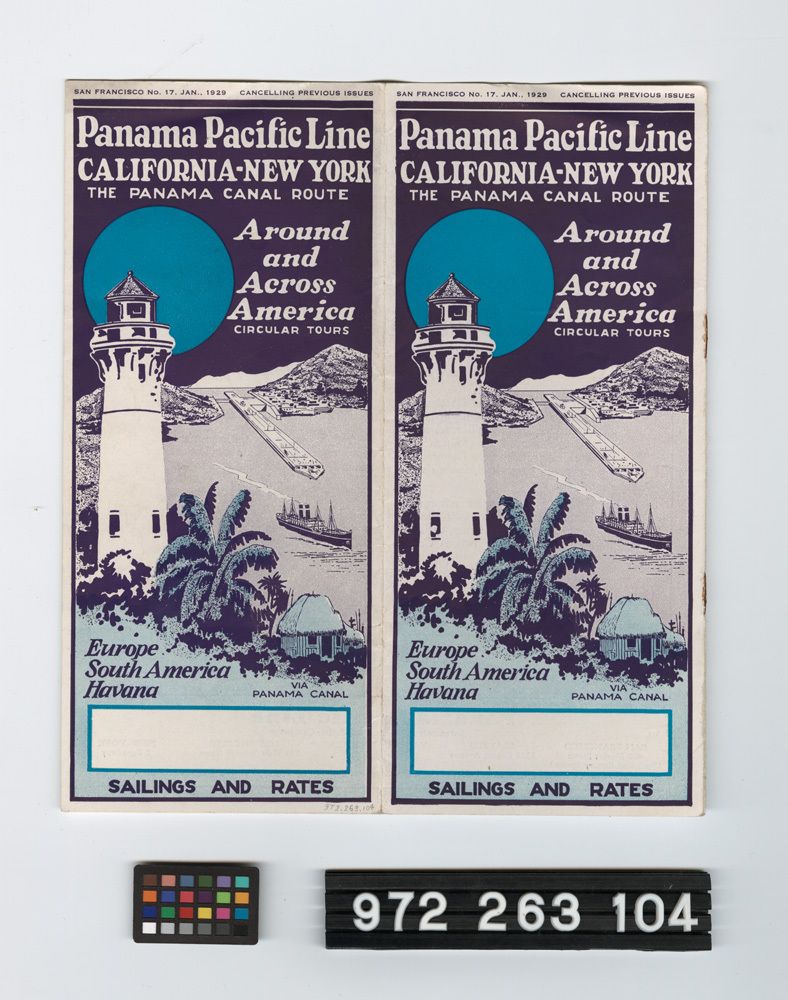 SAN FRANCISCO No. 17. JAN., 1929 CANCELLING PREVIOUS ISSUES
Panama Pacific Line
CALIFORNIA-NEW YORK
THE PANAMA CANAL ROUTE
Around
and
Across
America
CIRCULAR TOURS
Europe
South America
Havana
VIA
PANAMA CANAL
SAILINGS AND RATES
972.263.104
SAN FRANCISCO No. 17. JAN., 1929 CANCELLING PREVIOUS ISSUES
Panama Pacific Line
CALIFORNIA-NEW YORK
THE PANAMA CANAL ROUTE
Around
and
Across
America
CIRCULAR TOURS
Europe
South America
Havana
VIA
PANAMA CANAL
SAILINGS AND RATES
972 263 104